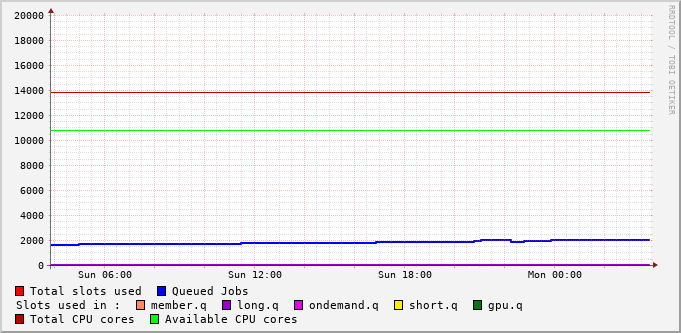 RRDTOOL / TOBI OETIKER
20000
18000
16000
14000
12000
10000
8000
6000
4000
2000
0
Sun 06:00 Sun 12:00 Sun 18:00 Mon 00:00
Total slots used Queued Jobs
Slots used in : member.q long.q ondemand.q short.q gpu.q
Total CPU cores Available CPU cores